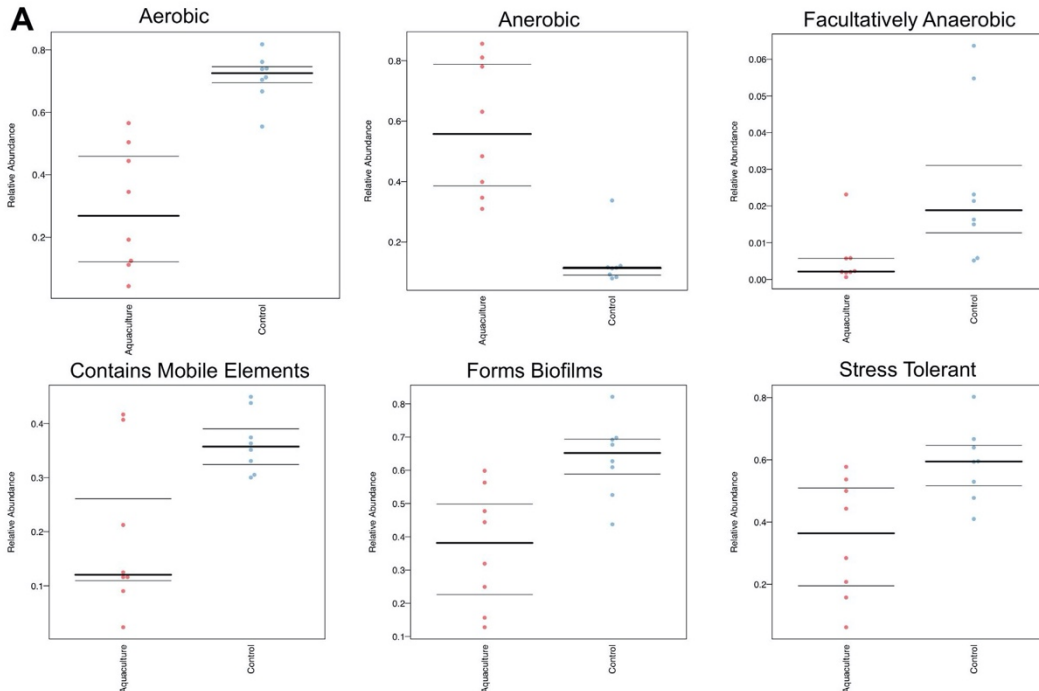 A
Aerobic
Relative Abundance
0.8
0.6
0.4
0.2
Aquaculture
Control
Anerobic
Relative Abundance
0.8
0.6
0.4
0.2
Aquaculture
Control
Facultatively Anaerobic
Relative Abundance
0.06
0.05
0.04
0.03
0.02
0.01
0.00
Aquaculture
Control
Contains Mobile Elements
Relative Abundance
0.4
0.3
0.2
0.1
Aquaculture
Control
Forms Biofilms
Relative Abundance
0.8
0.7
0.6
0.5
0.4
0.3
0.2
0.1
Aquaculture
Control
Stress Tolerant
Relative Abundance
0.8
0.6
0.4
0.2
Aquaculture
Control